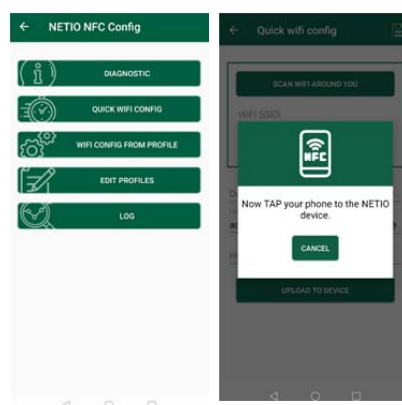 NETIO NFC Config
DIAGNOSTIC
QUICK WIFI CONFIG
WIFI CONFIG FROM PROFILE
EDIT PROFILES
LOG
Quick wifi config
SCAN WIFI AROUND YOU
WIFI SSID:
NFC
Now TAP your phone to the NETIO
device.
CANCEL
UPLOAD TO DEVICE